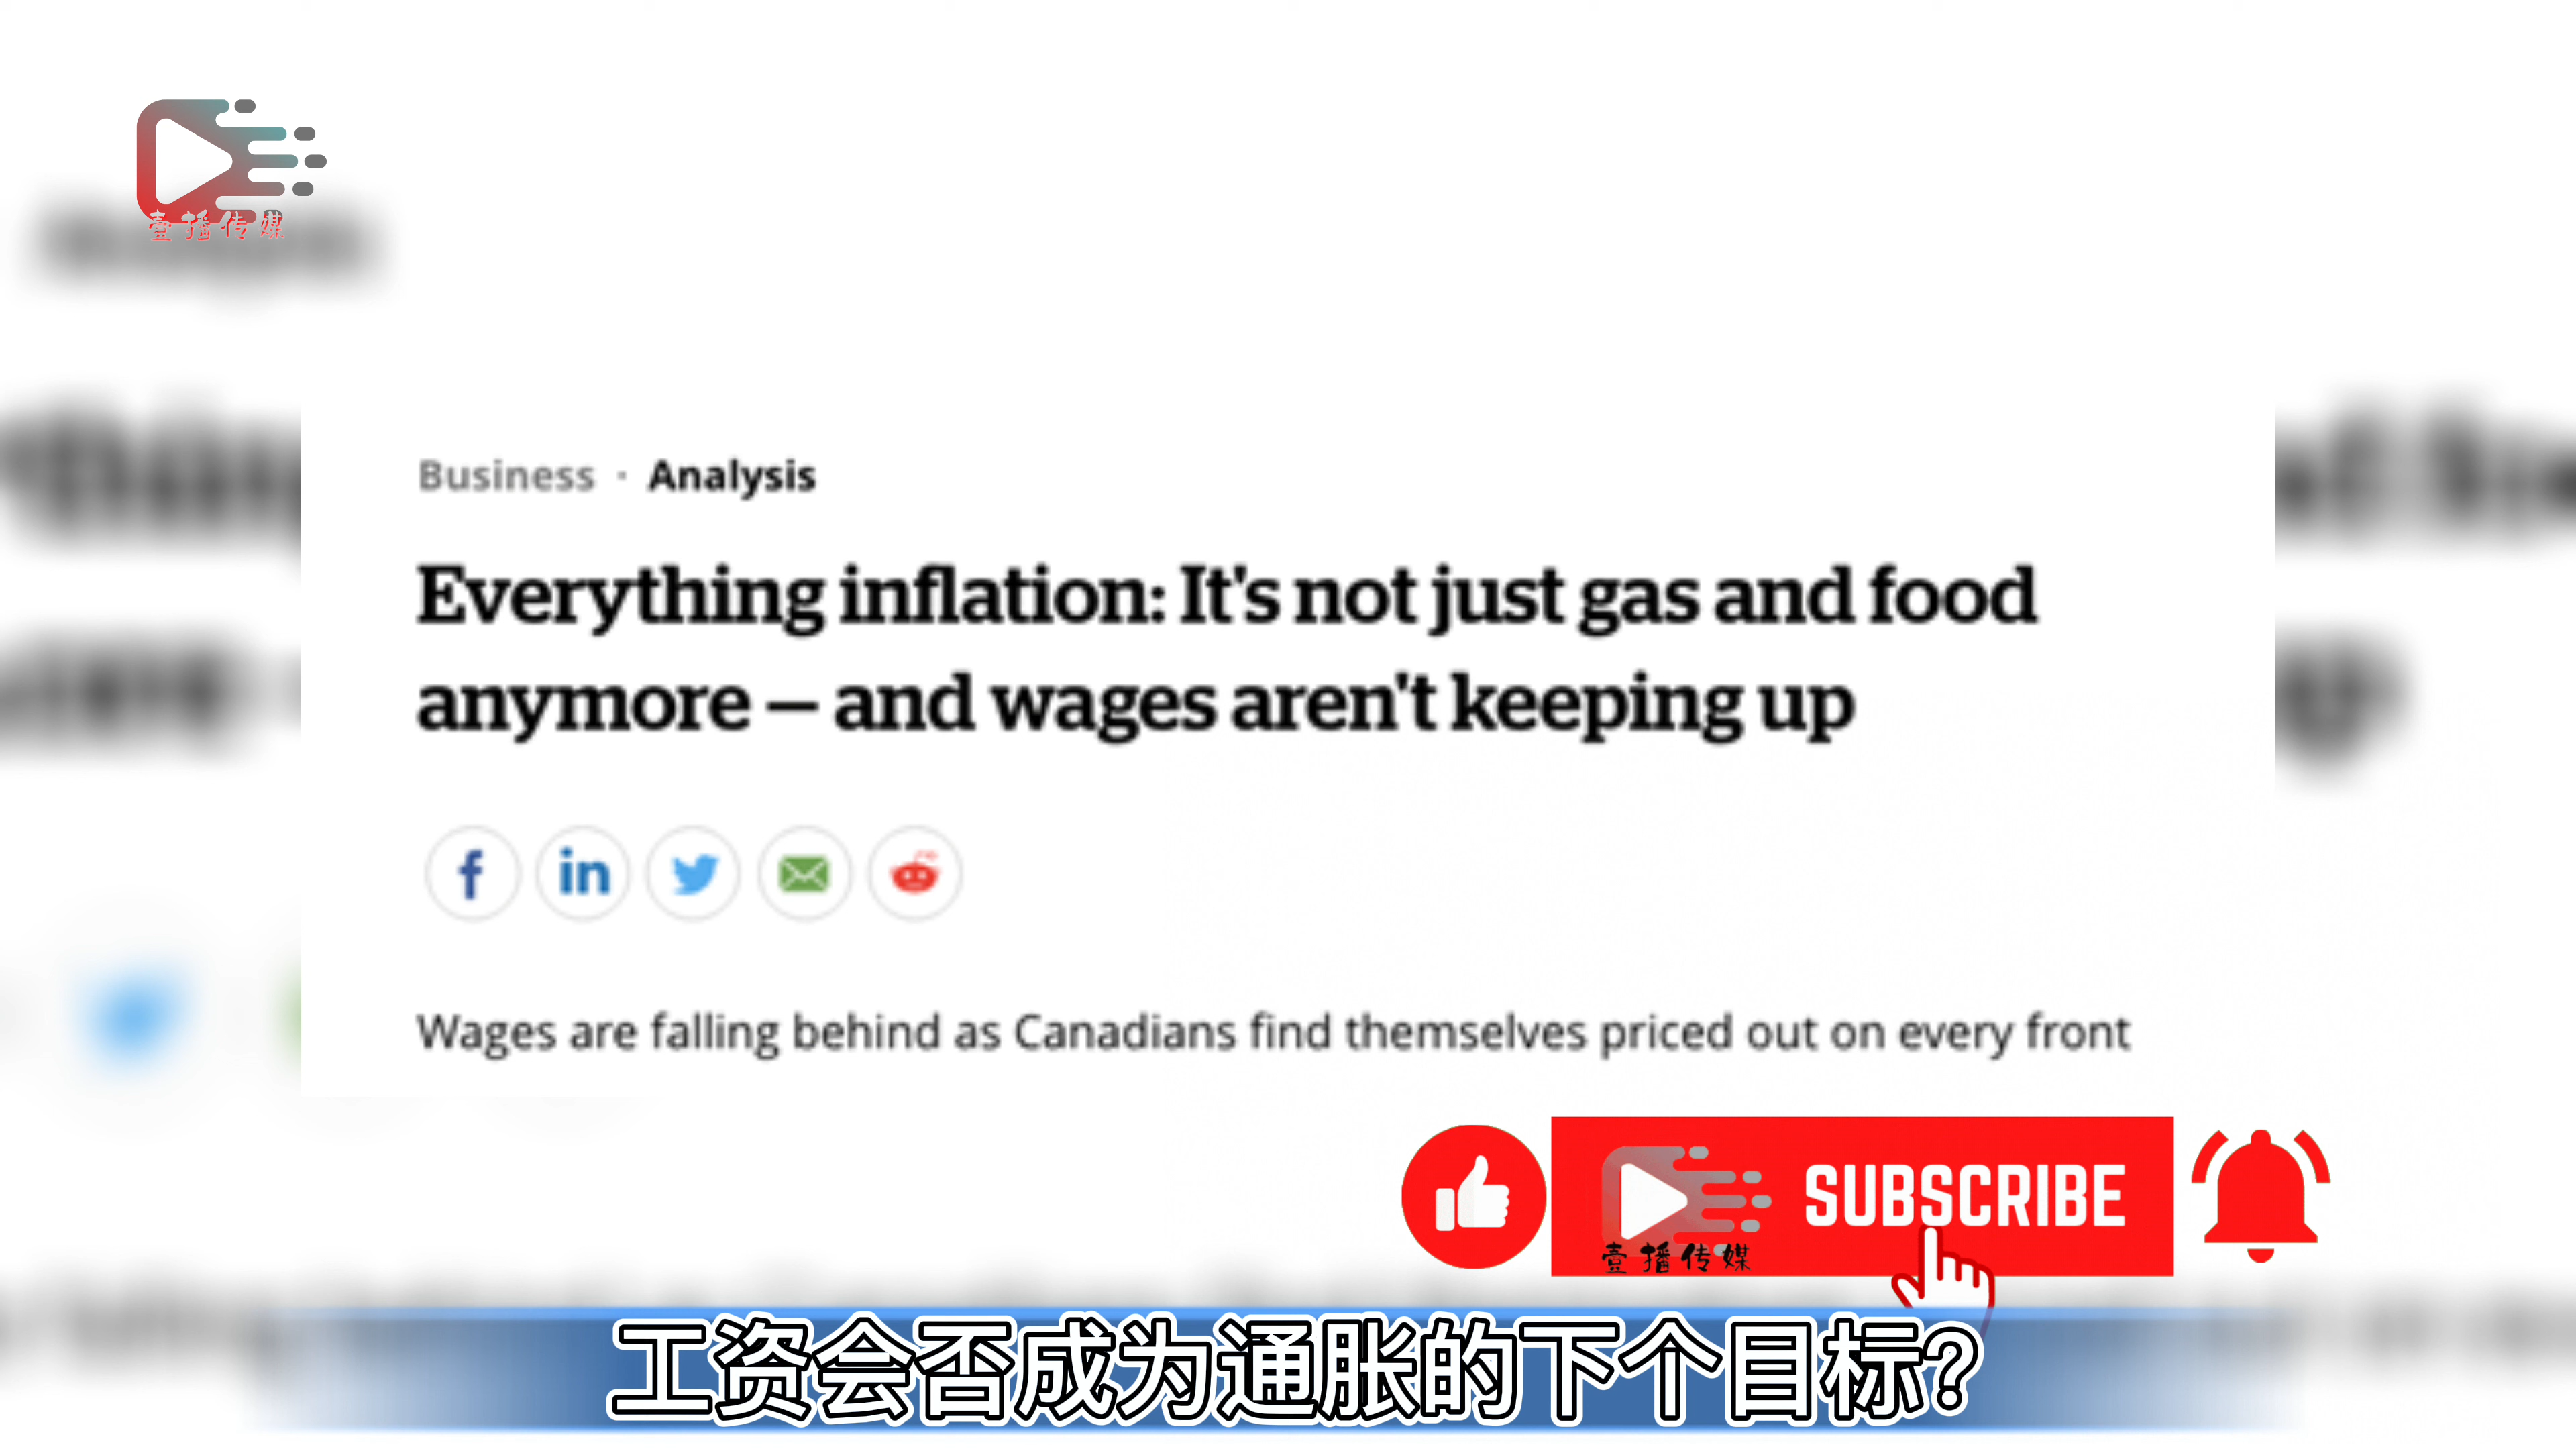 壹播传媒
Business · Analysis
Everything inflation: It's not just gas and food
anymore — and wages aren't keeping up
f
in
Wages are falling behind as Canadians find themselves priced out on every front
SUBSCRIBE
壹播传媒
工资会否成为通胀的下个目标?